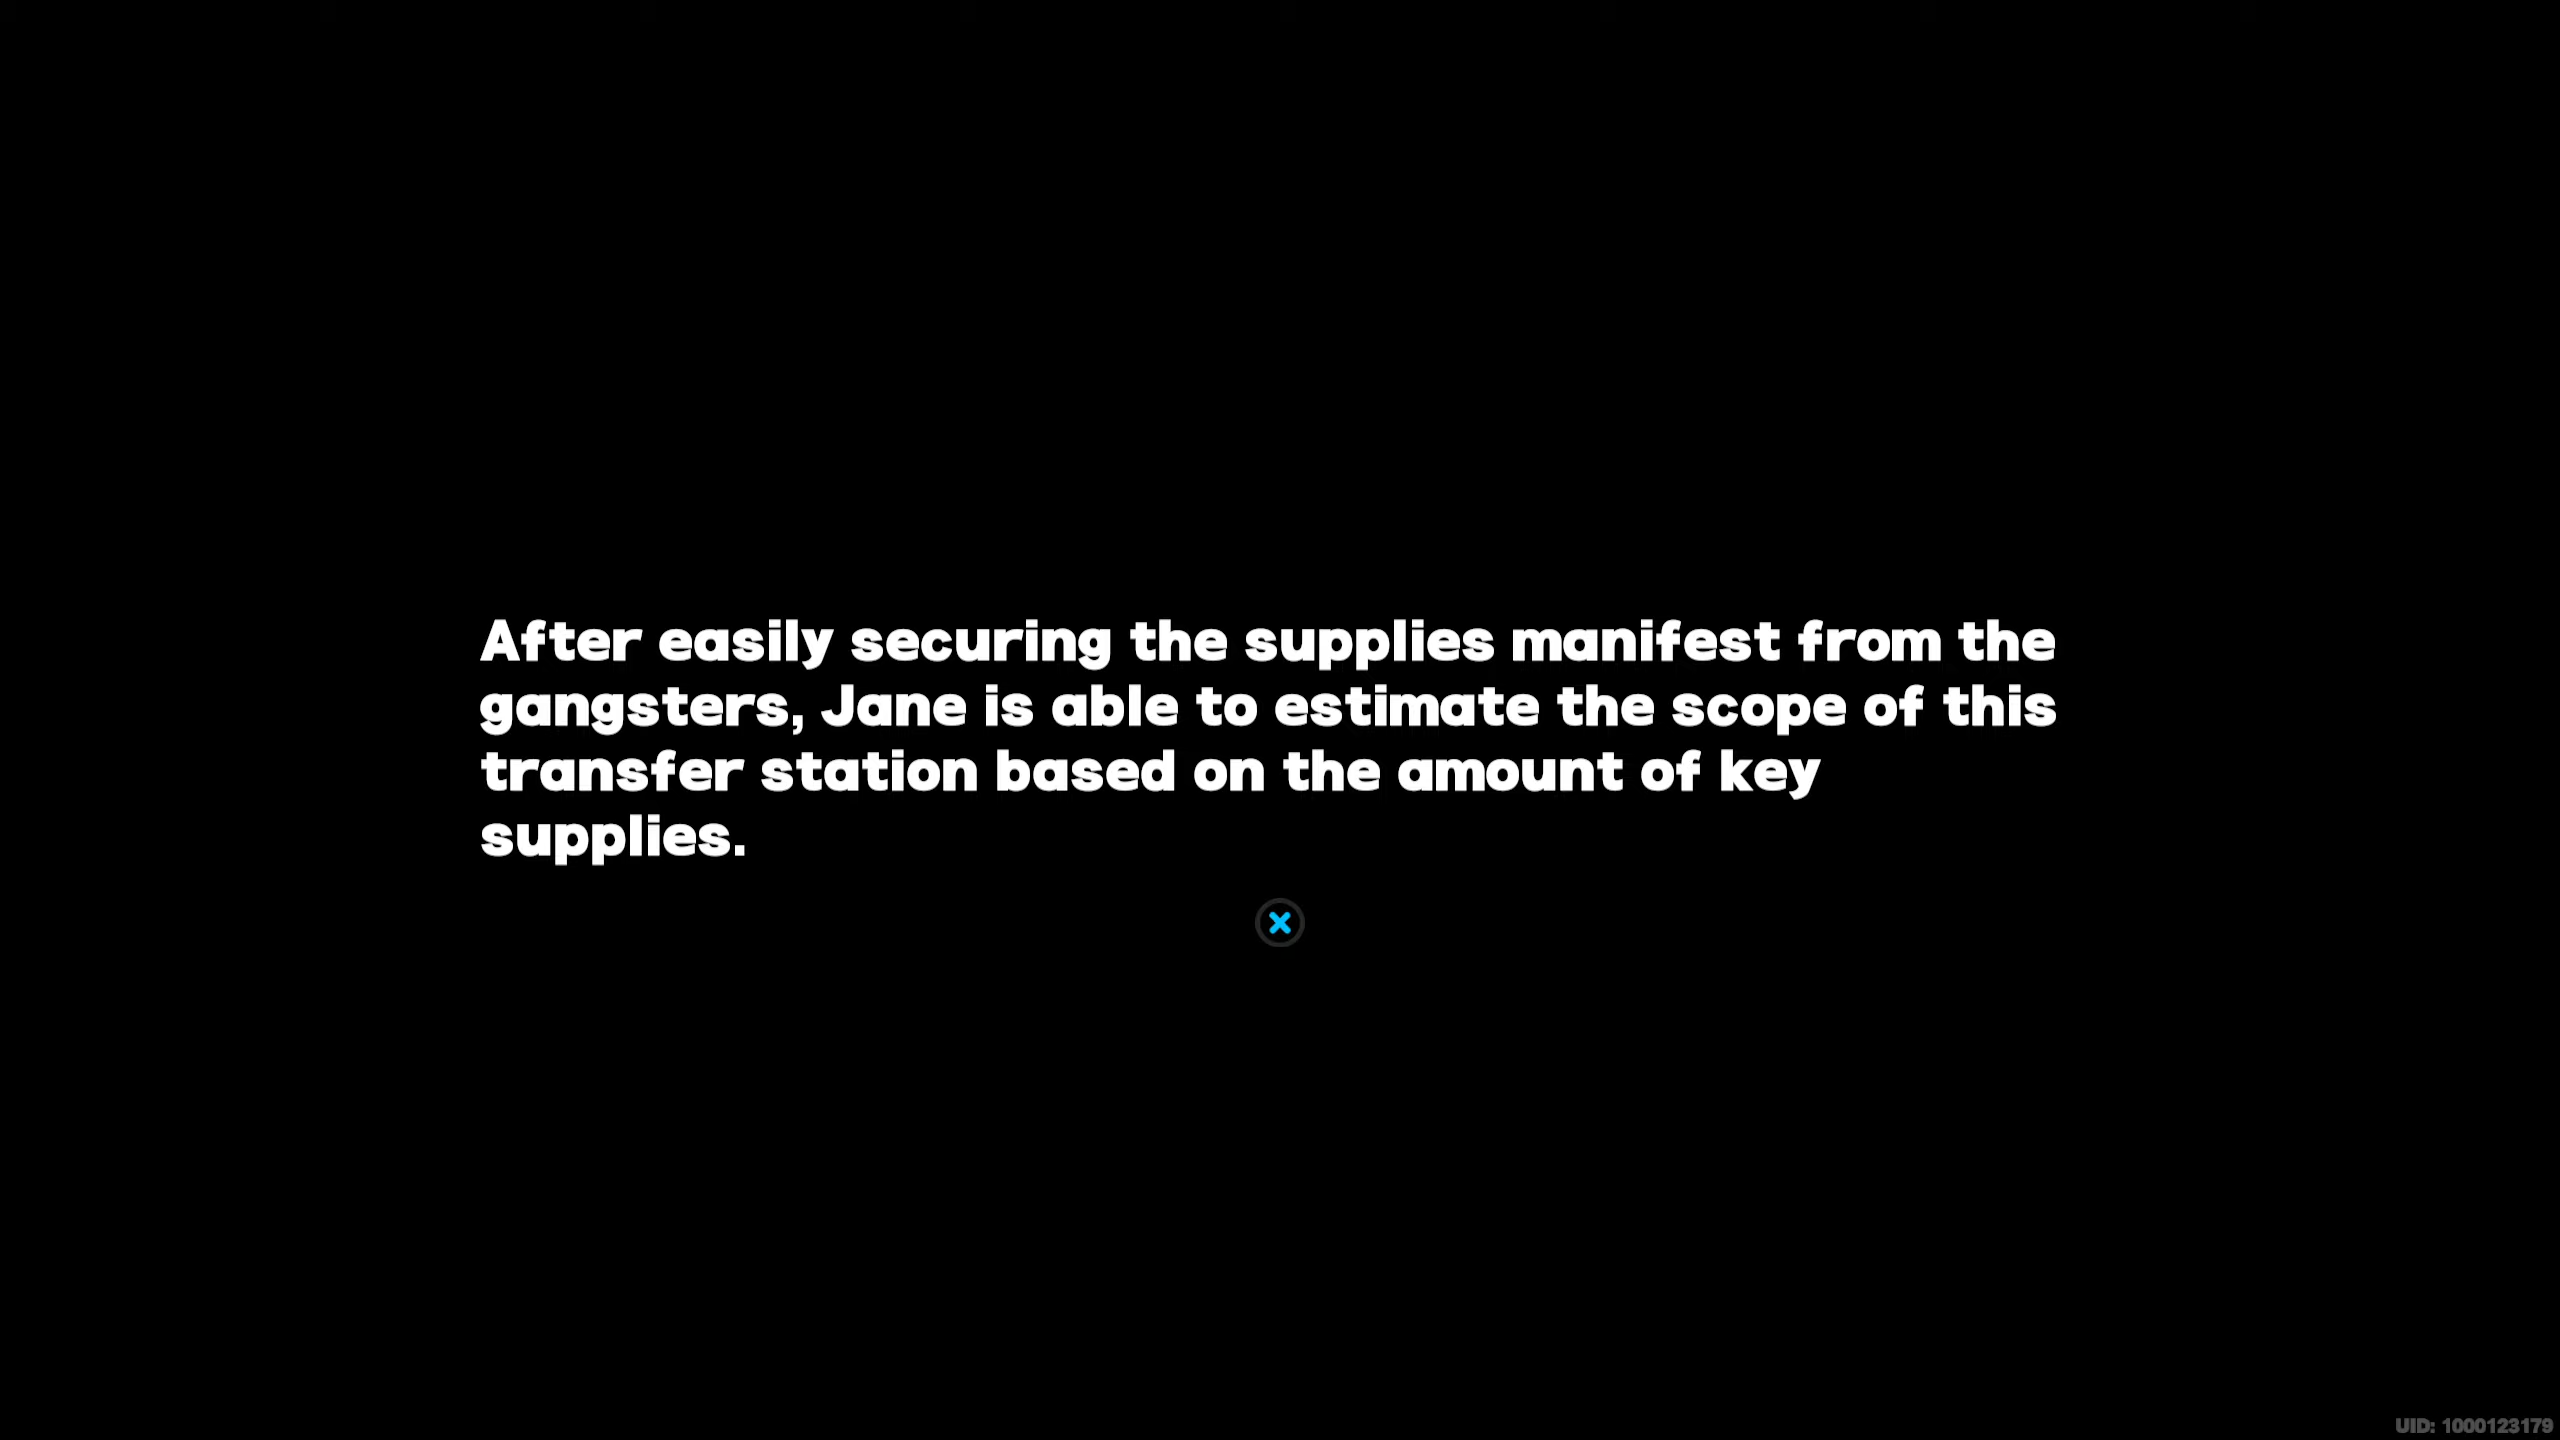 After easily securing the supplies manifest from the
gangsters, Jane is able to estimate the scope of this
transfer station based on the amount of key
supplies.
UID: 1000123179